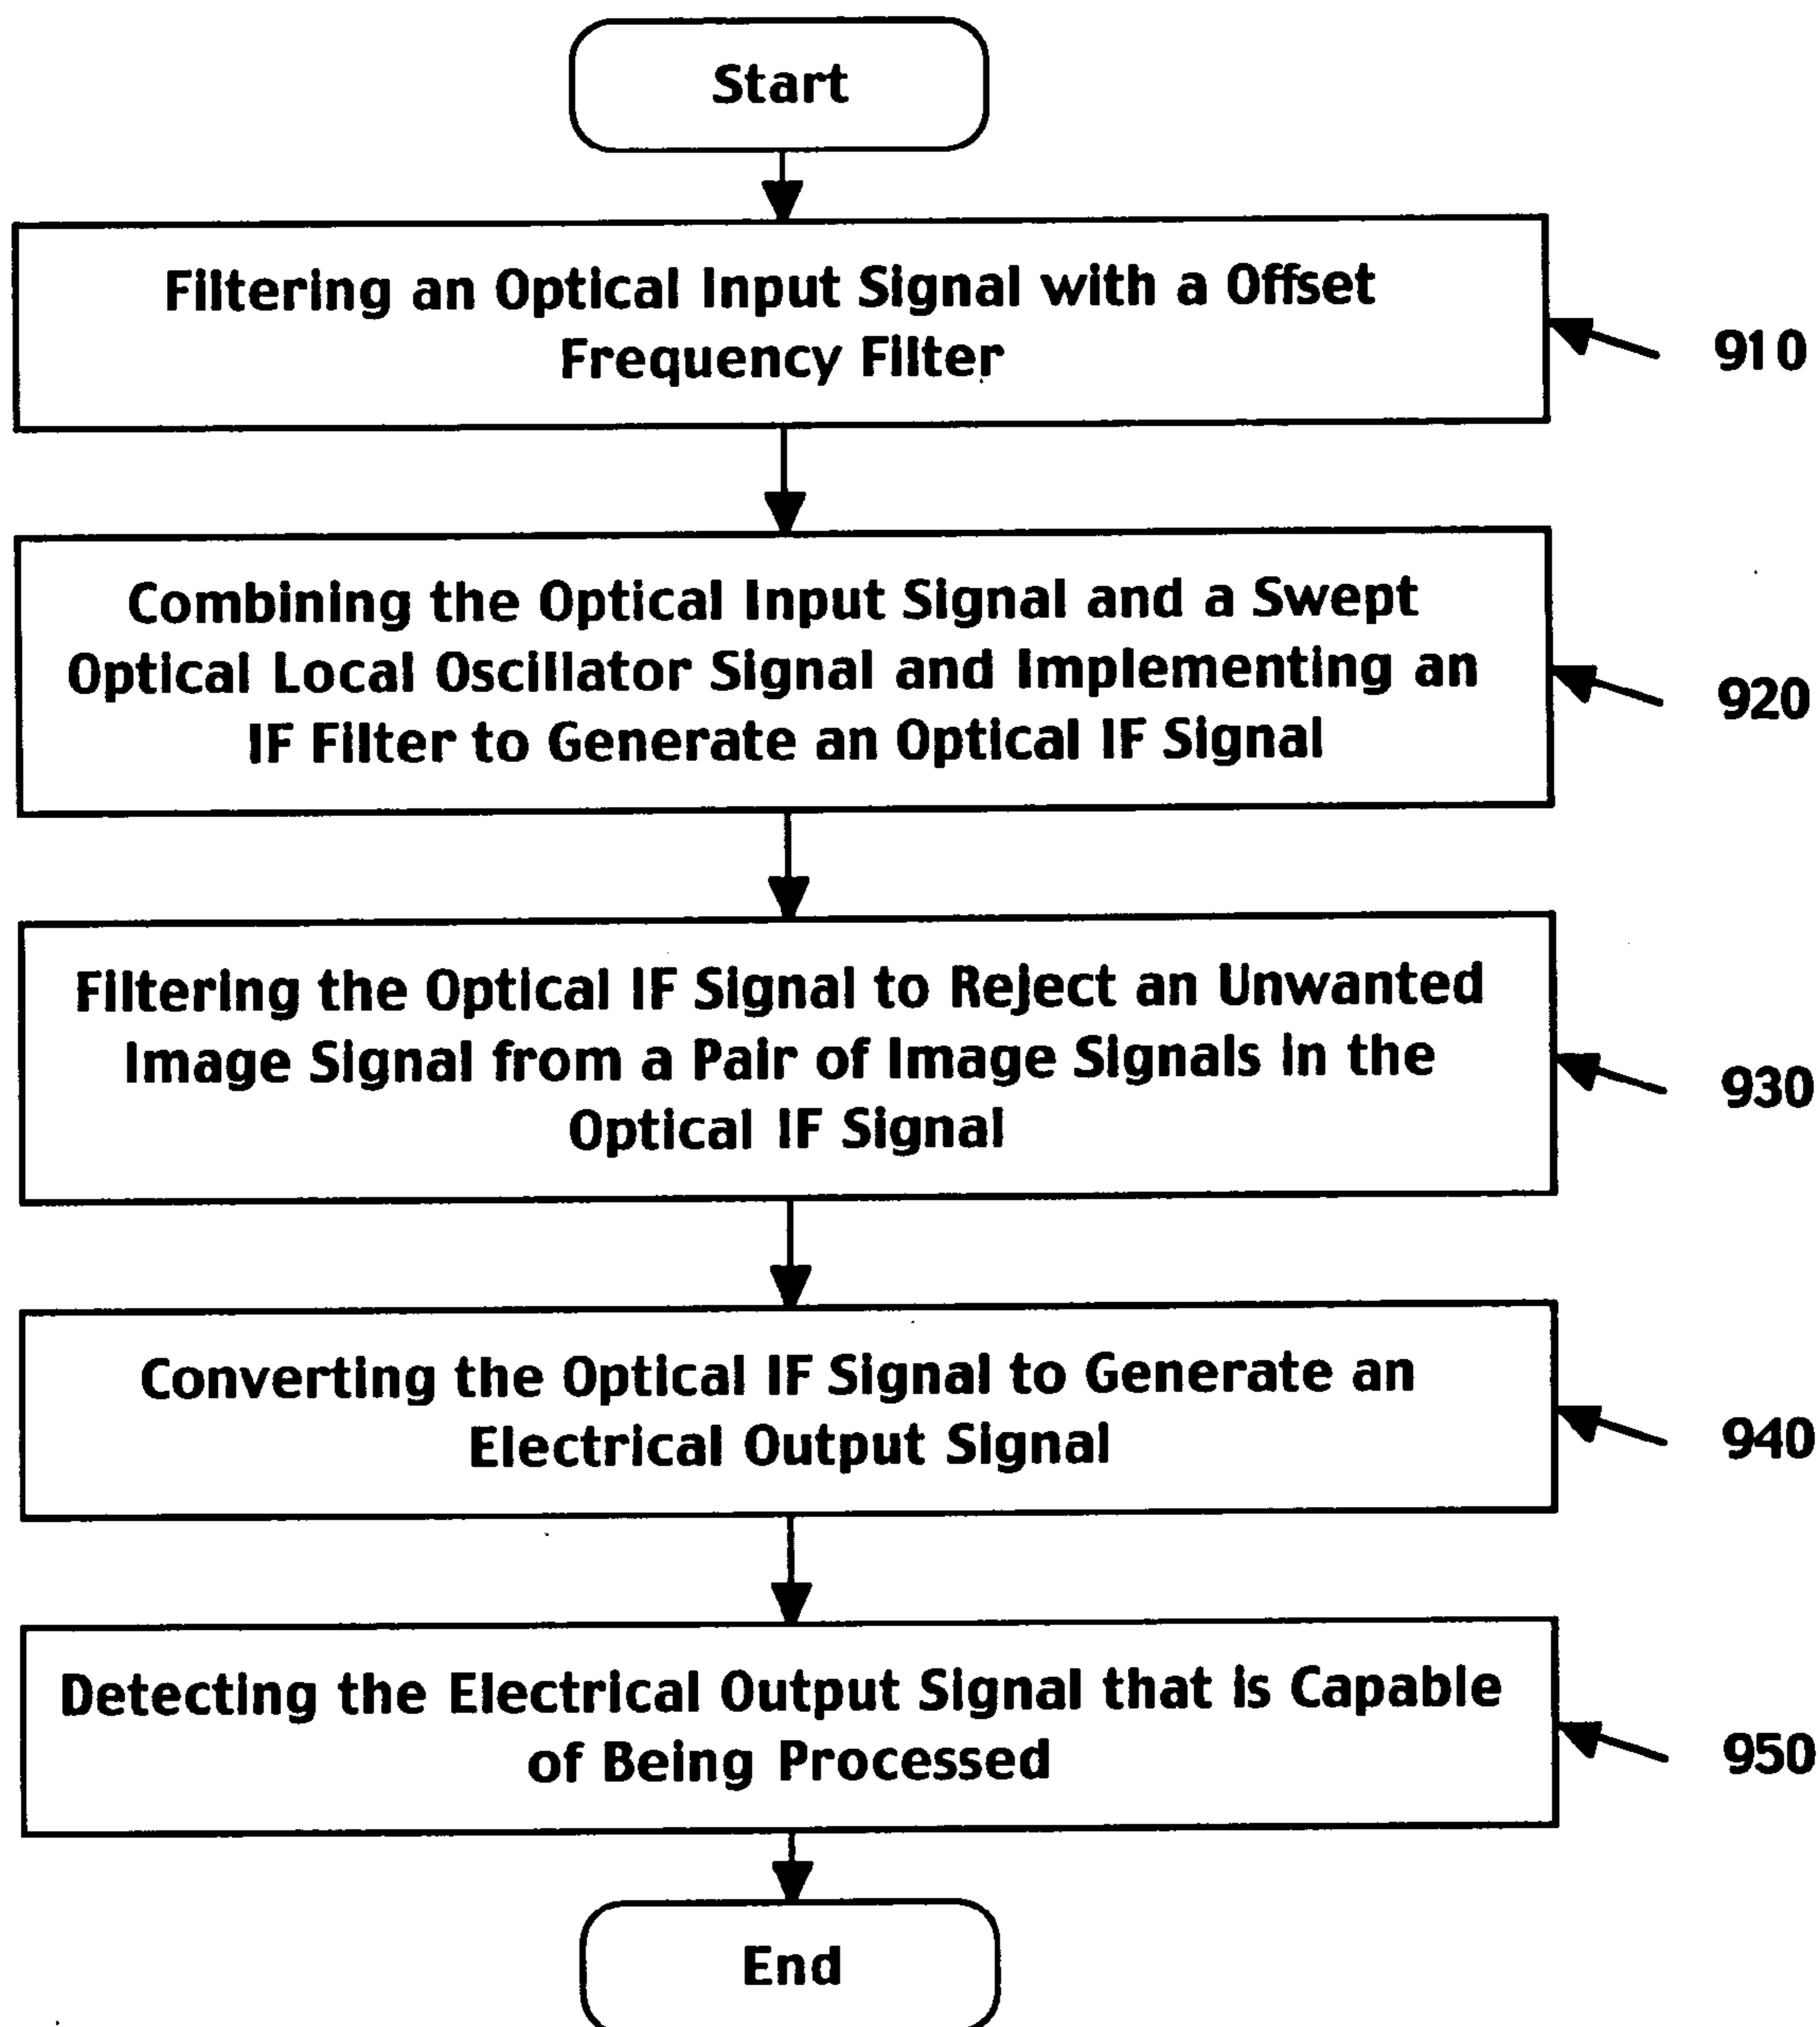 Start
Filtering an Optical Input Signal with a Offset
Frequency Filter
910
Combining the Optical Input Signal and a Swept
Optical Local Oscillator Signal and Implementing an
IF Filter to Generate an Optical IF Signal
920
Filtering the Optical IF Signal to Reject an Unwanted
Image Signal from a Pair of Image Signals in the
Optical IF Signal
930
Converting the Optical IF Signal to Generate an
Electrical Output Signal
940
Detecting the Electrical Output Signal that is Capable
of Being Processed
950
End